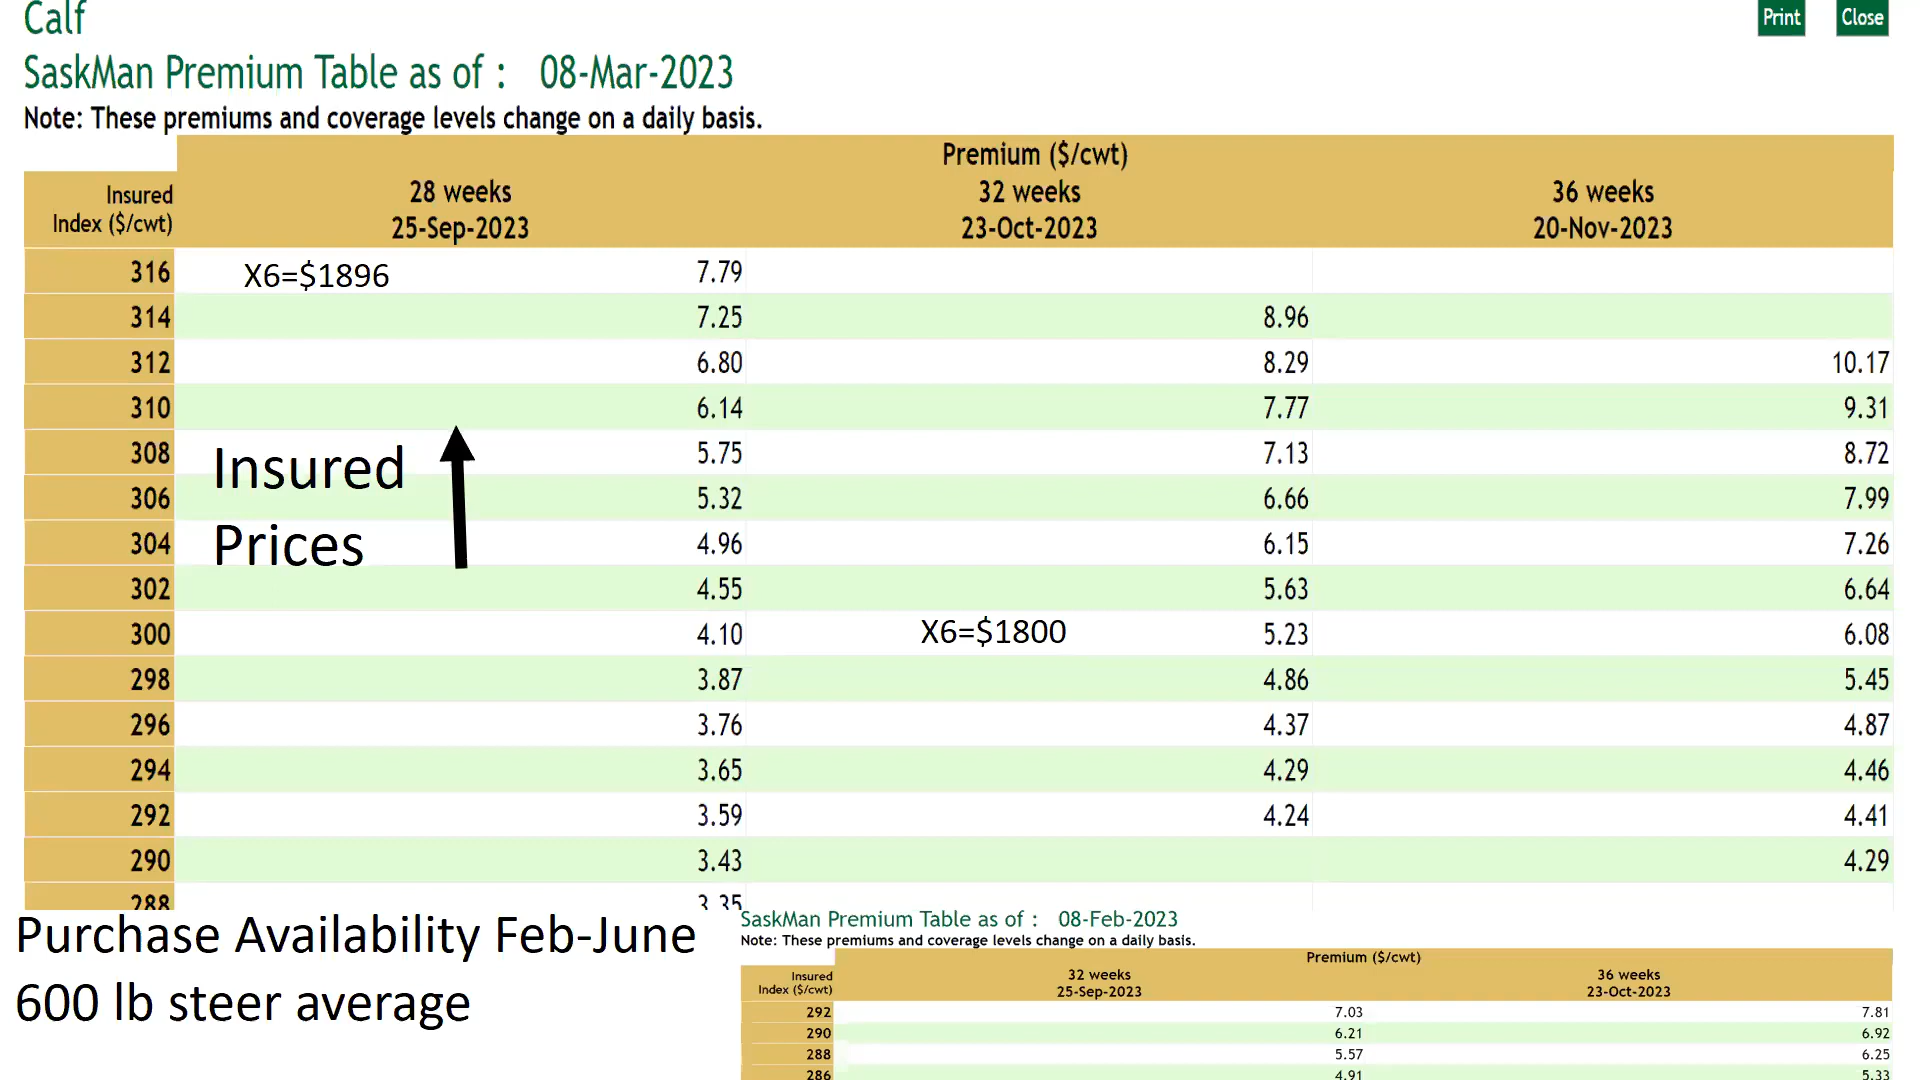 Calf
Print Close
SaskMan Premium Table as of : 08-Mar-2023
Note: These premiums and coverage levels change on a daily basis.
Premium ($/cwt)
Insured Index ($/cwt) 28 weeks 25-Sep-2023 32 weeks 23-Oct-2023 36 weeks 20-Nov-2023
316 X6=$1896 7.79
314 7.25 8.96
312 6.80 8.29 10.17
310 6.14 7.77 9.31
308 5.75 7.13 8.72
Insured
306 5.32 6.66 7.99
304 4.96 6.15 7.26
Prices
302 4.55 5.63 6.64
300 4.10 X6=$1800 5.23 6.08
298 3.87 4.86 5.45
296 3.76 4.37 4.87
294 3.65 4.29 4.46
292 3.59 4.24 4.41
290 3.43 4.29
288 3.35
Purchase Availability Feb-June
600 lb steer average
SaskMan Premium Table as of : 08-Feb-2023
Note: These premiums and coverage levels change on a daily basis.
Premium ($/cwt)
Insured Index ($/cwt) 32 weeks 25-Sep-2023 36 weeks 23-Oct-2023
292 7.03 7.81
290 6.21 6.92
288 5.57 6.25
286 4.91 5.33